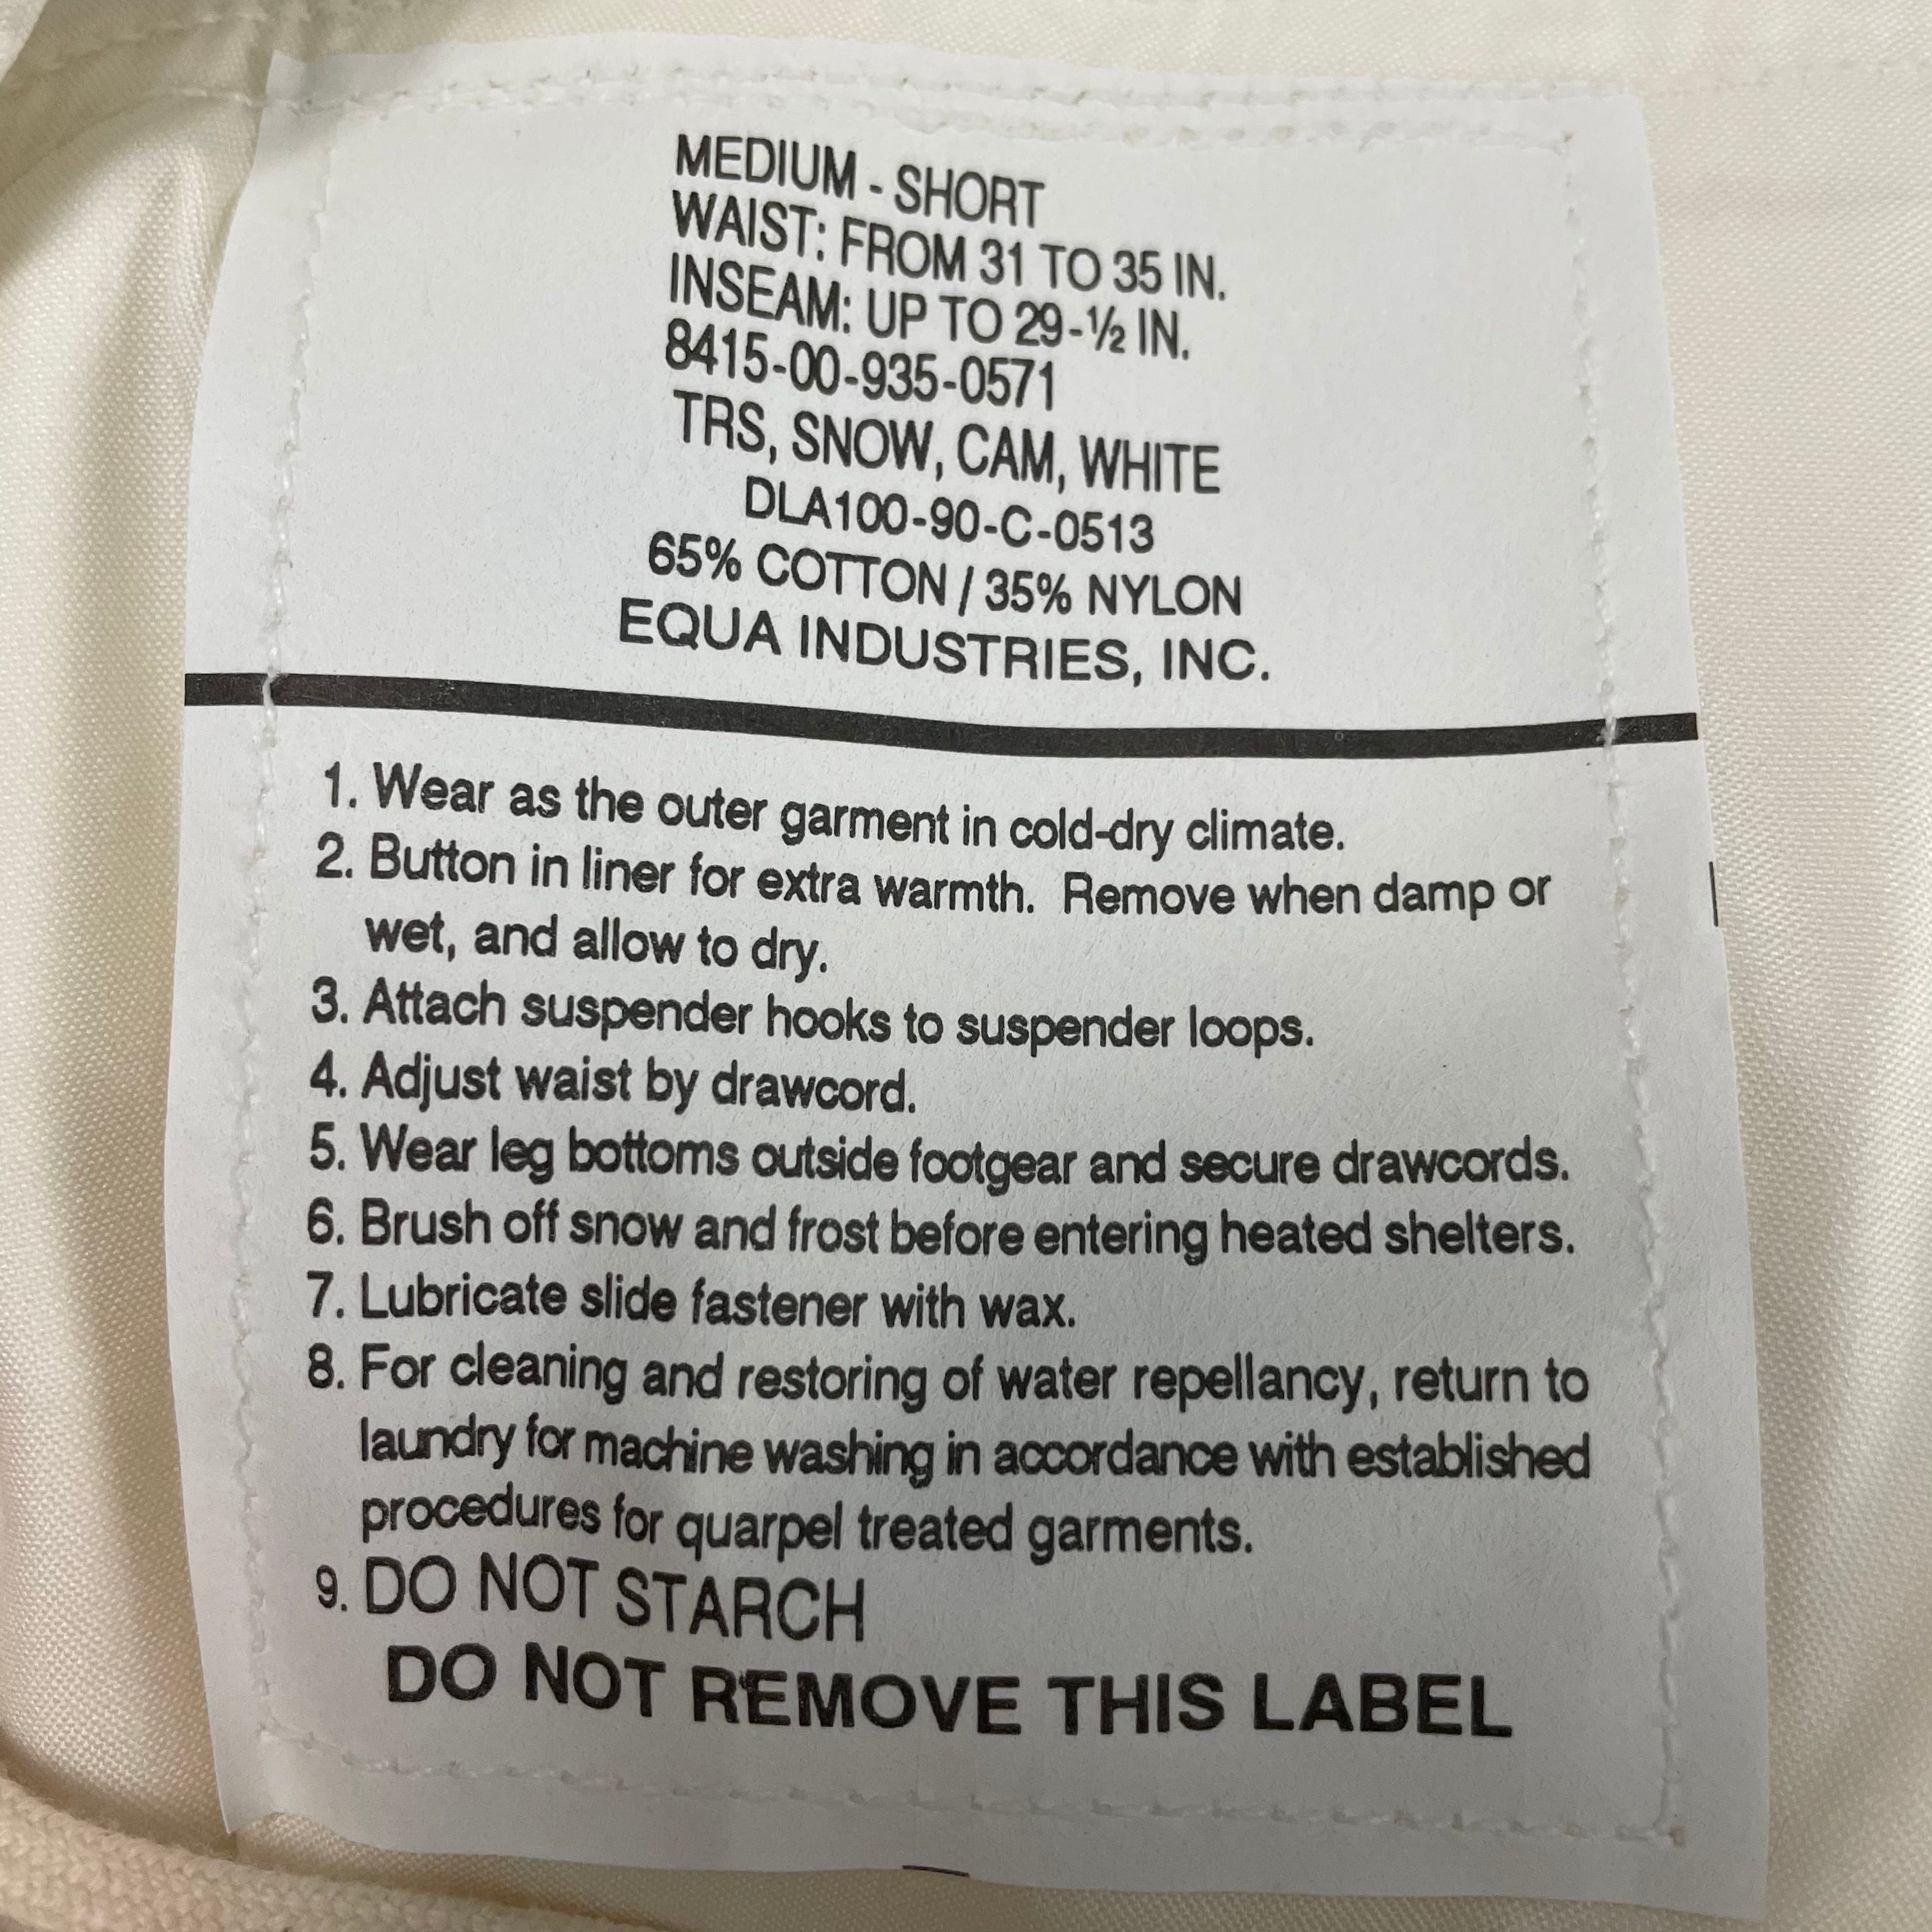 MEDIUM - SHORT
WAIST: FROM 31 TO 35 IN.
INSEAM: UP TO 29-½ IN.
8415-00-935-0571
TRS, SNOW, CAM, WHITE
DLA100-90-C-0513
65% COTTON / 35% NYLON
EQUA INDUSTRIES, INC.
1. Wear as the outer garment in cold-dry climate.
2. Button in liner for extra warmth. Remove when damp or
wet, and allow to dry.
3. Attach suspender hooks to suspender loops.
4. Adjust waist by drawcord.
5. Wear leg bottoms outside footgear and secure drawcords.
6. Brush off snow and frost before entering heated shelters.
7. Lubricate slide fastener with wax.
8. For cleaning and restoring of water repellancy, return to
laundry for machine washing in accordance with established
procedures for quarpel treated garments.
9. DO NOT STARCH
DO NOT REMOVE THIS LABEL